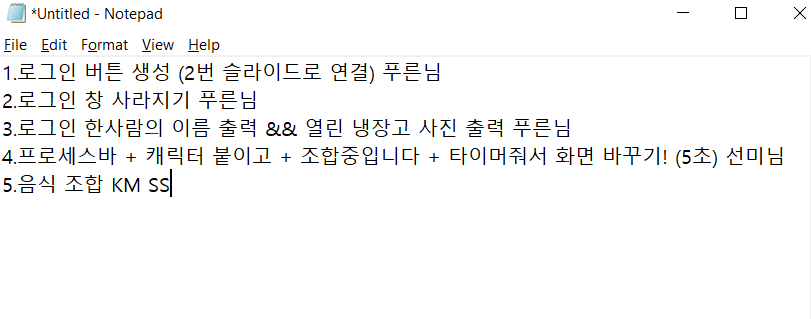 *Untitled - Notepad
File Edit Format View Help
1.로그인 버튼 생성 (2번 슬라이드로 연결) 푸른님
2.로그인 창 사라지기 푸른님
3.로그인 한사람의 이름 출력 && 열린 냉장고 사진 출력 푸른님
4.프로세스바 + 캐릭터 붙이고 + 조합중입니다 + 타이머줘서 화면 바꾸기! (5초) 선미님
5.음식 조합 KM SS